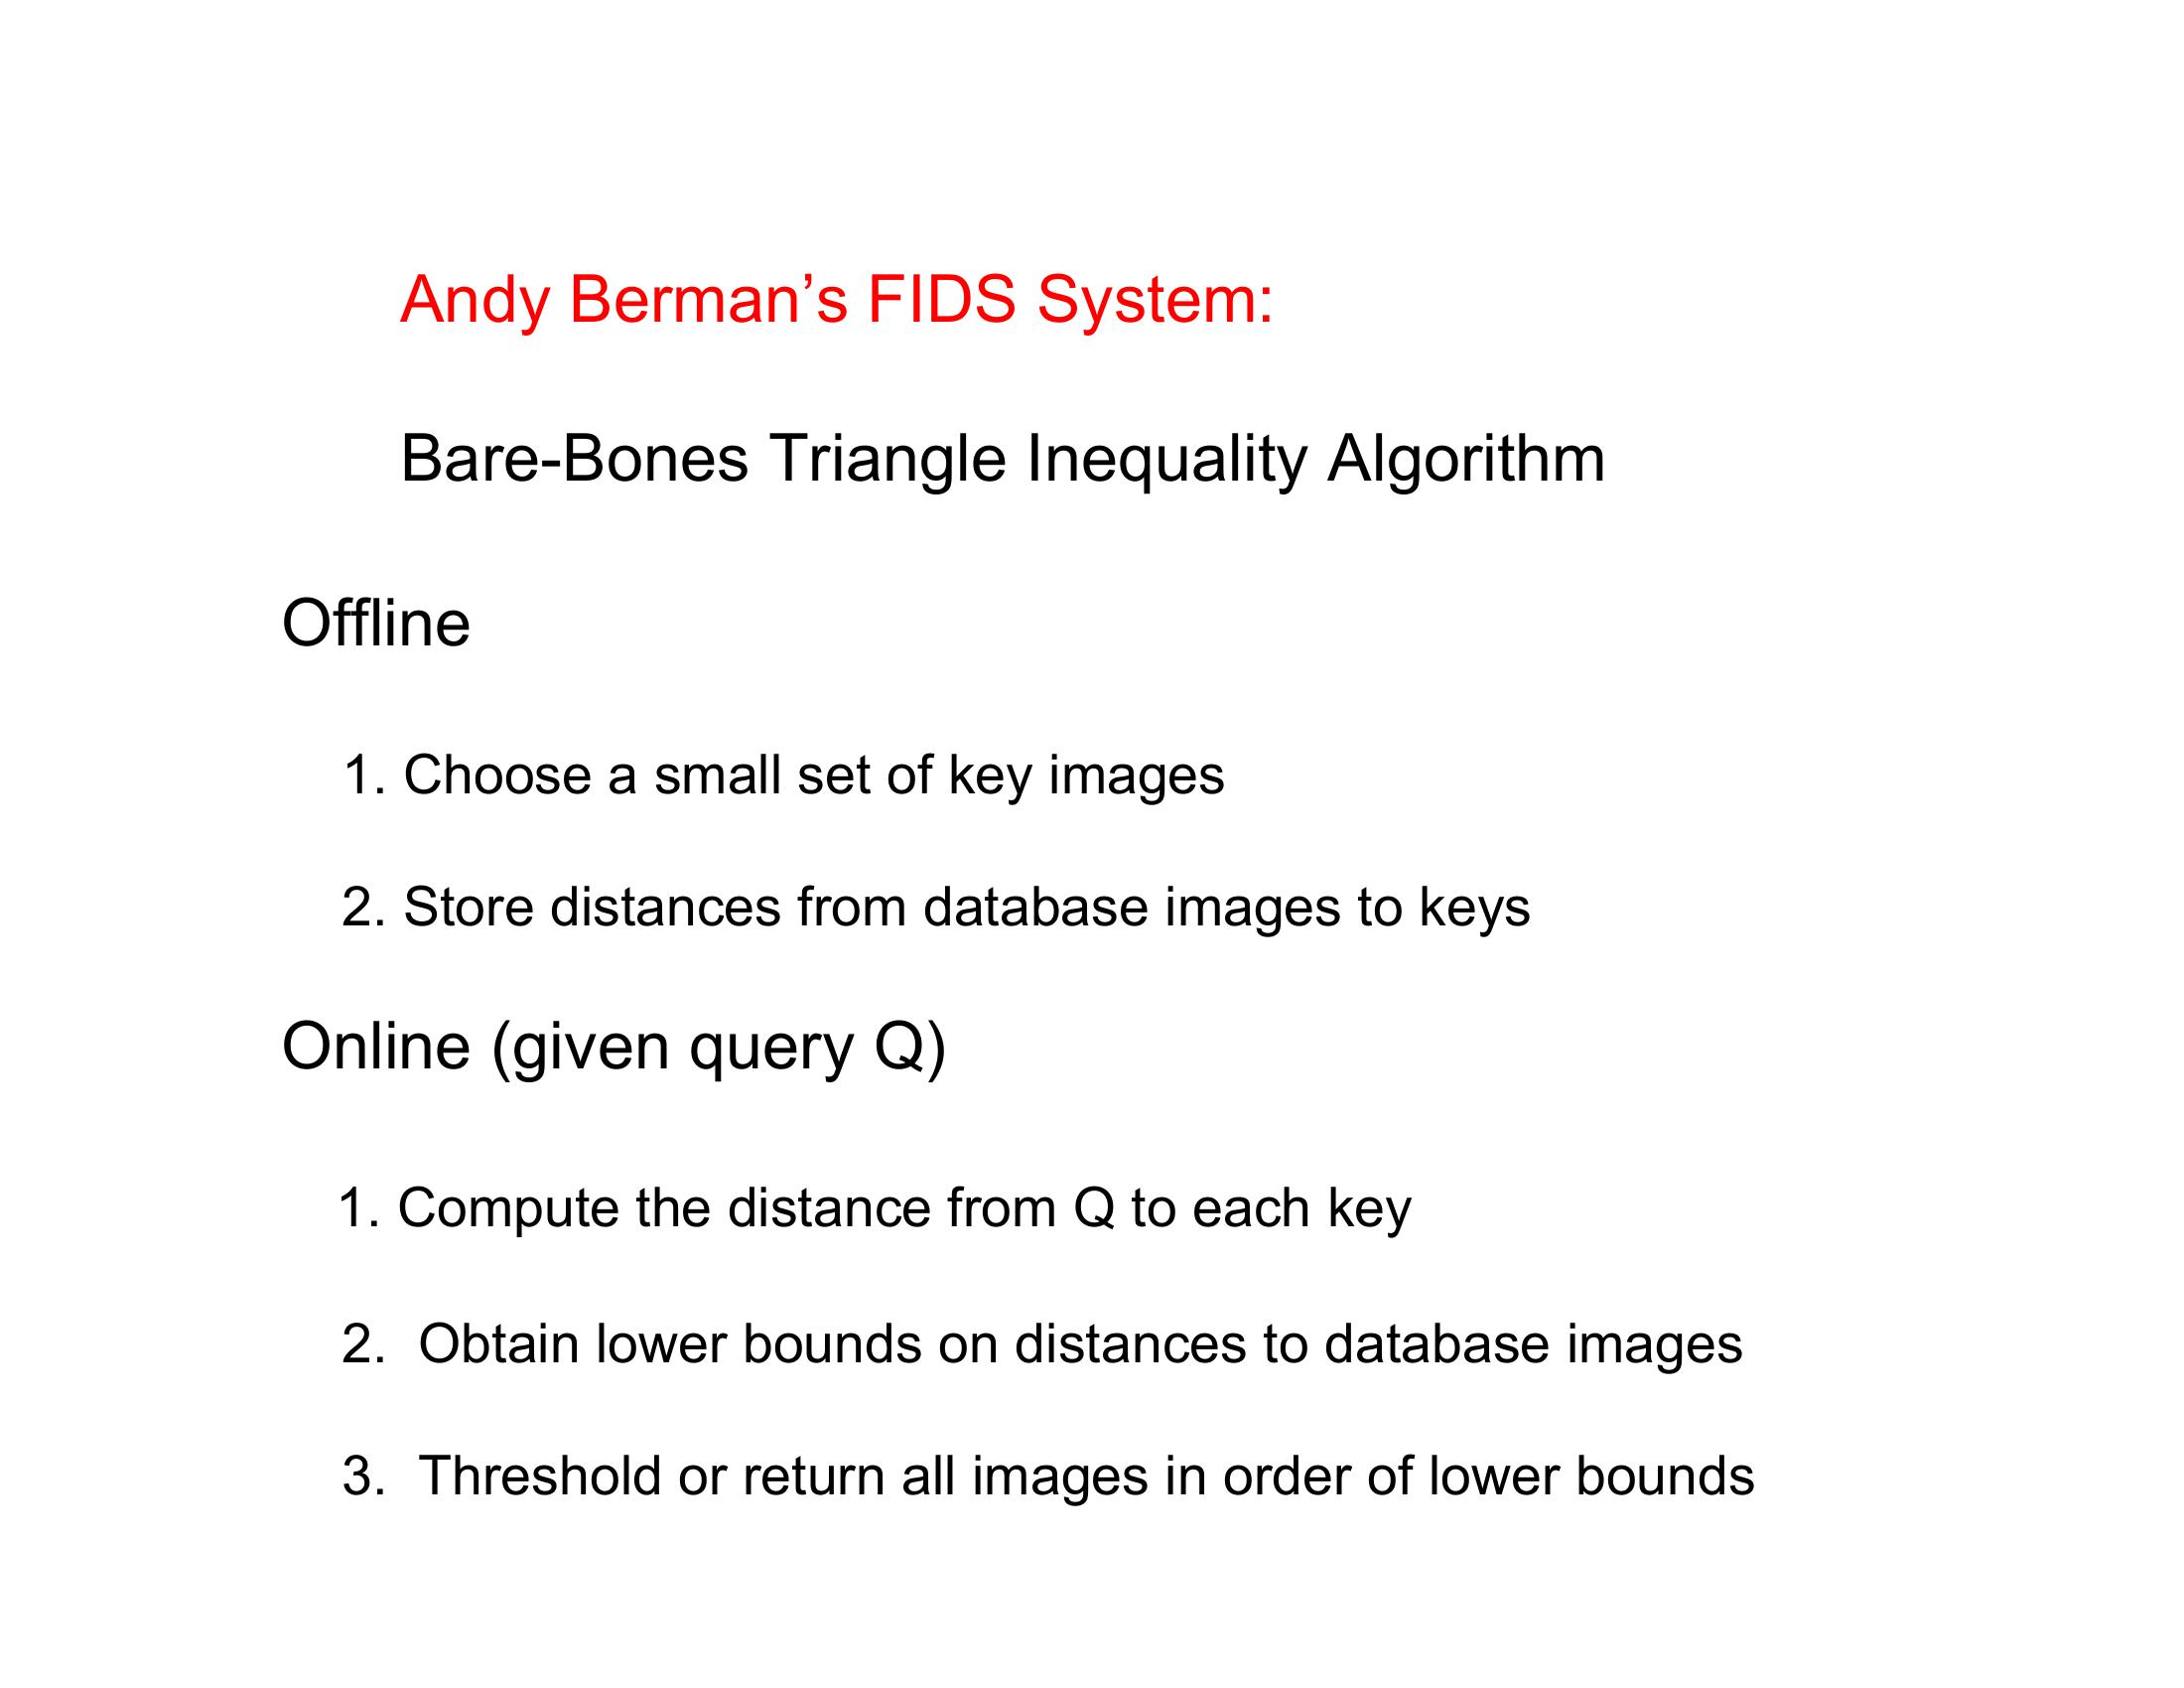 Andy Berman’s FIDS System:
Bare-Bones Triangle Inequality Algorithm
Offline
1. Choose a small set of key images
2. Store distances from database images to keys
Online (given query Q)
1. Compute the distance from Q to each key
2. Obtain lower bounds on distances to database images
3. Threshold or return all images in order of lower bounds